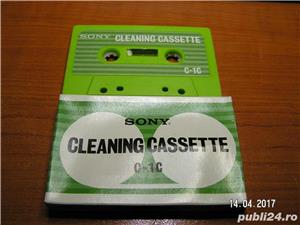 SONY CLEANING CASSETTE
C-1C
SONY
CLEANING CASSETTE
C-1C
14.04.2017
publi24.ro